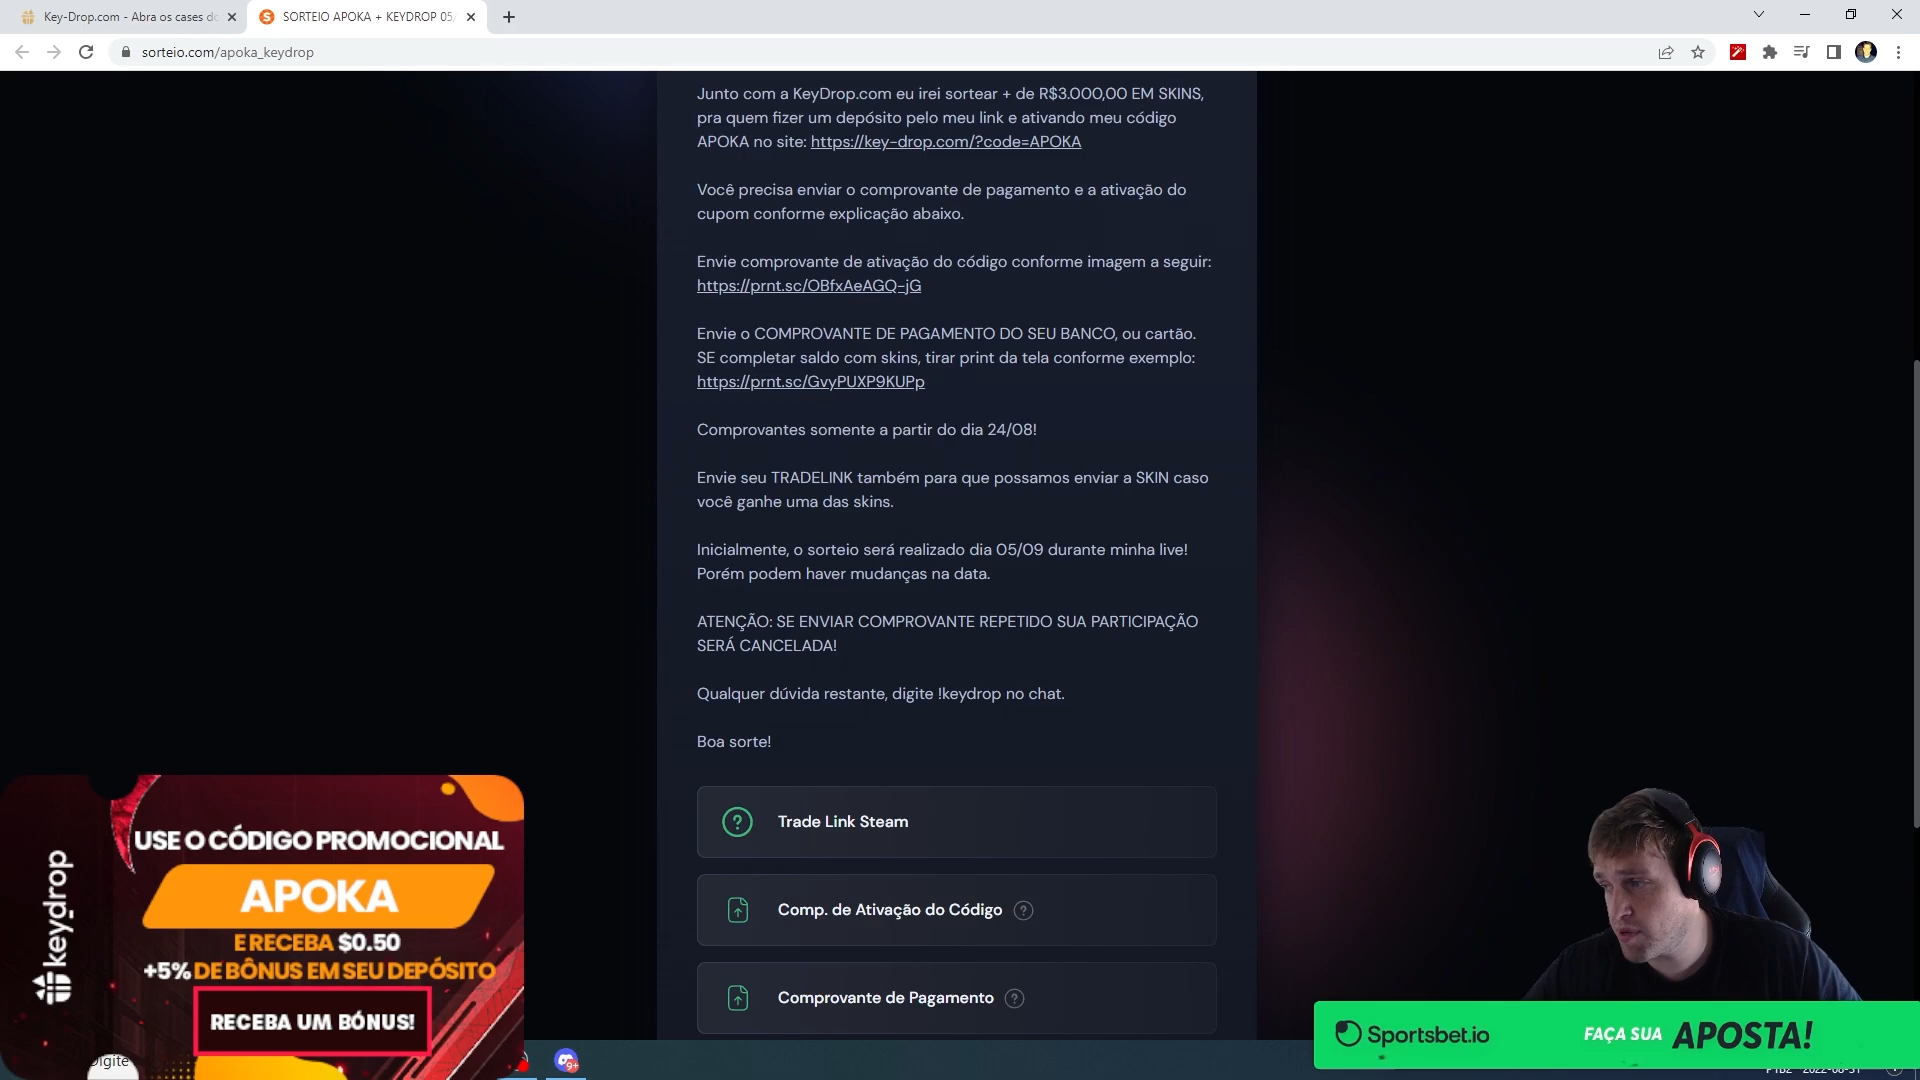 Key-Drop.com - Abra os cases do
SORTEIO APOKA + KEYDROP 05/
sorteio.com/apoka_keydrop
Junto com a KeyDrop.com eu irei sortear + de R$3.000,00 EM SKINS,
pra quem fizer um depósito pelo meu link e ativando meu código
APOKA no site: https://key-drop.com/?code=APOKA
Você precisa enviar o comprovante de pagamento e a ativação do
cupom conforme explicação abaixo.
Envie comprovante de ativação do código conforme imagem a seguir:
https://prnt.sc/OBfxAeAGQ-jG
Envie o COMPROVANTE DE PAGAMENTO DO SEU BANCO, ou cartão.
SE completar saldo com skins, tirar print da tela conforme exemplo:
https://prnt.sc/GvyPUXP9KUPp
Comprovantes somente a partir do dia 24/08!
Envie seu TRADELINK também para que possamos enviar a SKIN caso
você ganhe uma das skins.
Inicialmente, o sorteio será realizado dia 05/09 durante minha live!
Porém podem haver mudanças na data.
ATENÇÃO: SE ENVIAR COMPROVANTE REPETIDO SUA PARTICIPAÇÃO
SERÁ CANCELADA!
Qualquer dúvida restante, digite !keydrop no chat.
Boa sorte!
Trade Link Steam
Comp. de Ativação do Código ?
Comprovante de Pagamento ?
keydrop
USE O CÓDIGO PROMOCIONAL
APOKA
E RECEBA $0.50
+5% DE BÔNUS EM SEU DEPÓSITO
RECEBA UM BÓNUS!
Digite
9+
Sportsbet.io
FAÇA SUA APOSTA!
PTB2 2022-08-31